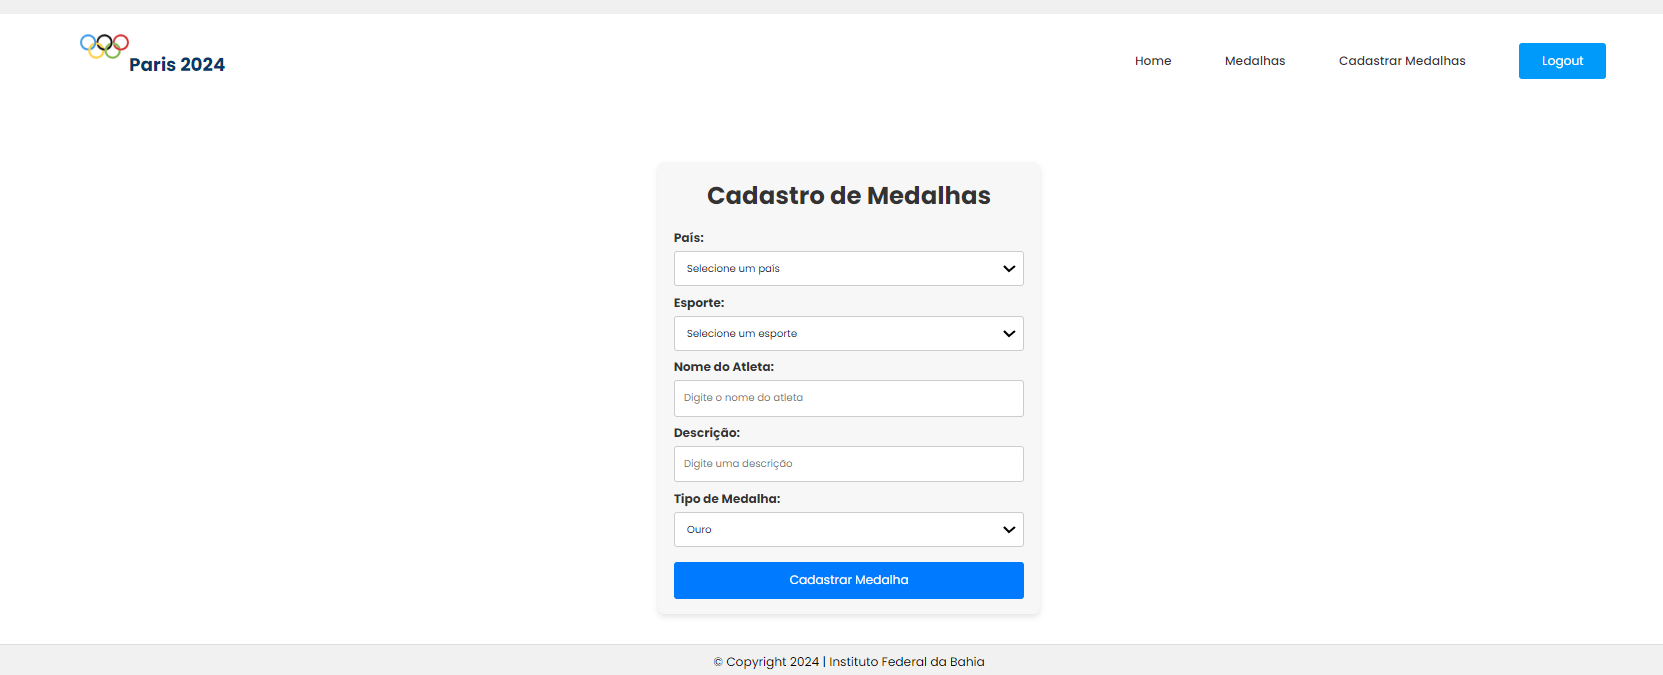 Paris 2024
Home
Medalhas
Cadastrar Medalhas
Logout
Cadastro de Medalhas
País:
Selecione um país
Esporte:
Selecione um esporte
Nome do Atleta:
Digite o nome do atleta
Descrição:
Digite uma descrição
Tipo de Medalha:
Ouro
Cadastrar Medalha
© Copyright 2024 | Instituto Federal da Bahia